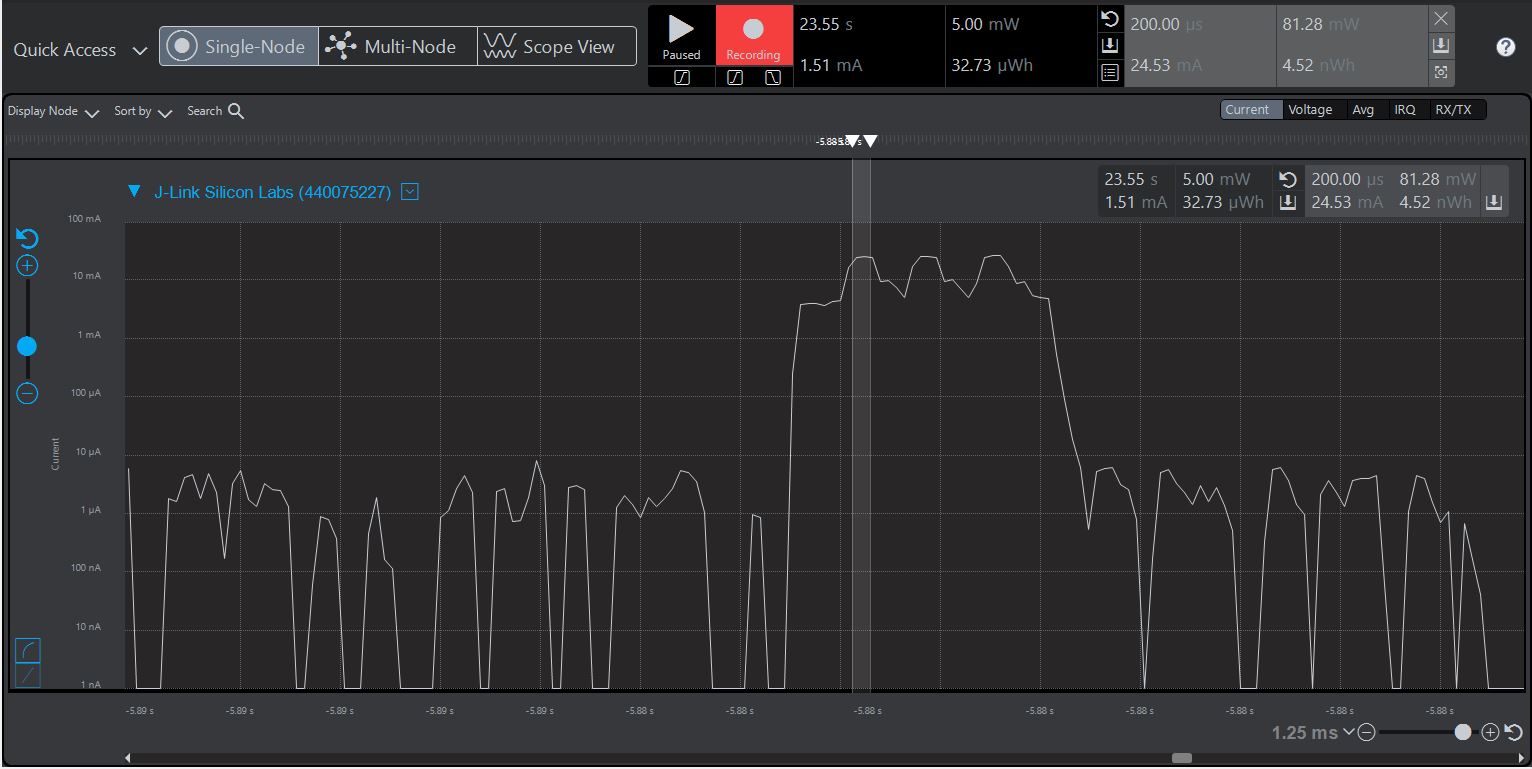 Quick Access
Single-Node
Multi-Node
Scope View
Paused
Recording
23.55 s
5.00 mW
1.51 mA
32.73 µWh
200.00 µs
81.28 mW
24.53 mA
4.52 nWh
Display Node
Sort by
Search
Current
Voltage
Avg
IRQ
RX/TX
J-Link Silicon Labs (440075227)
23.55 s
5.00 mW
1.51 mA
32.73 µWh
200.00 µs
81.28 mW
24.53 mA
4.52 nWh
100 mA
10 mA
1 mA
100 µA
10 µA
1 µA
100 nA
10 nA
1 nA
Current
-5.89 s
-5.89 s
-5.89 s
-5.89 s
-5.89 s
-5.88 s
-5.88 s
-5.88 s
-5.88 s
-5.88 s
-5.88 s
-5.88 s
-5.88 s
1.25 ms